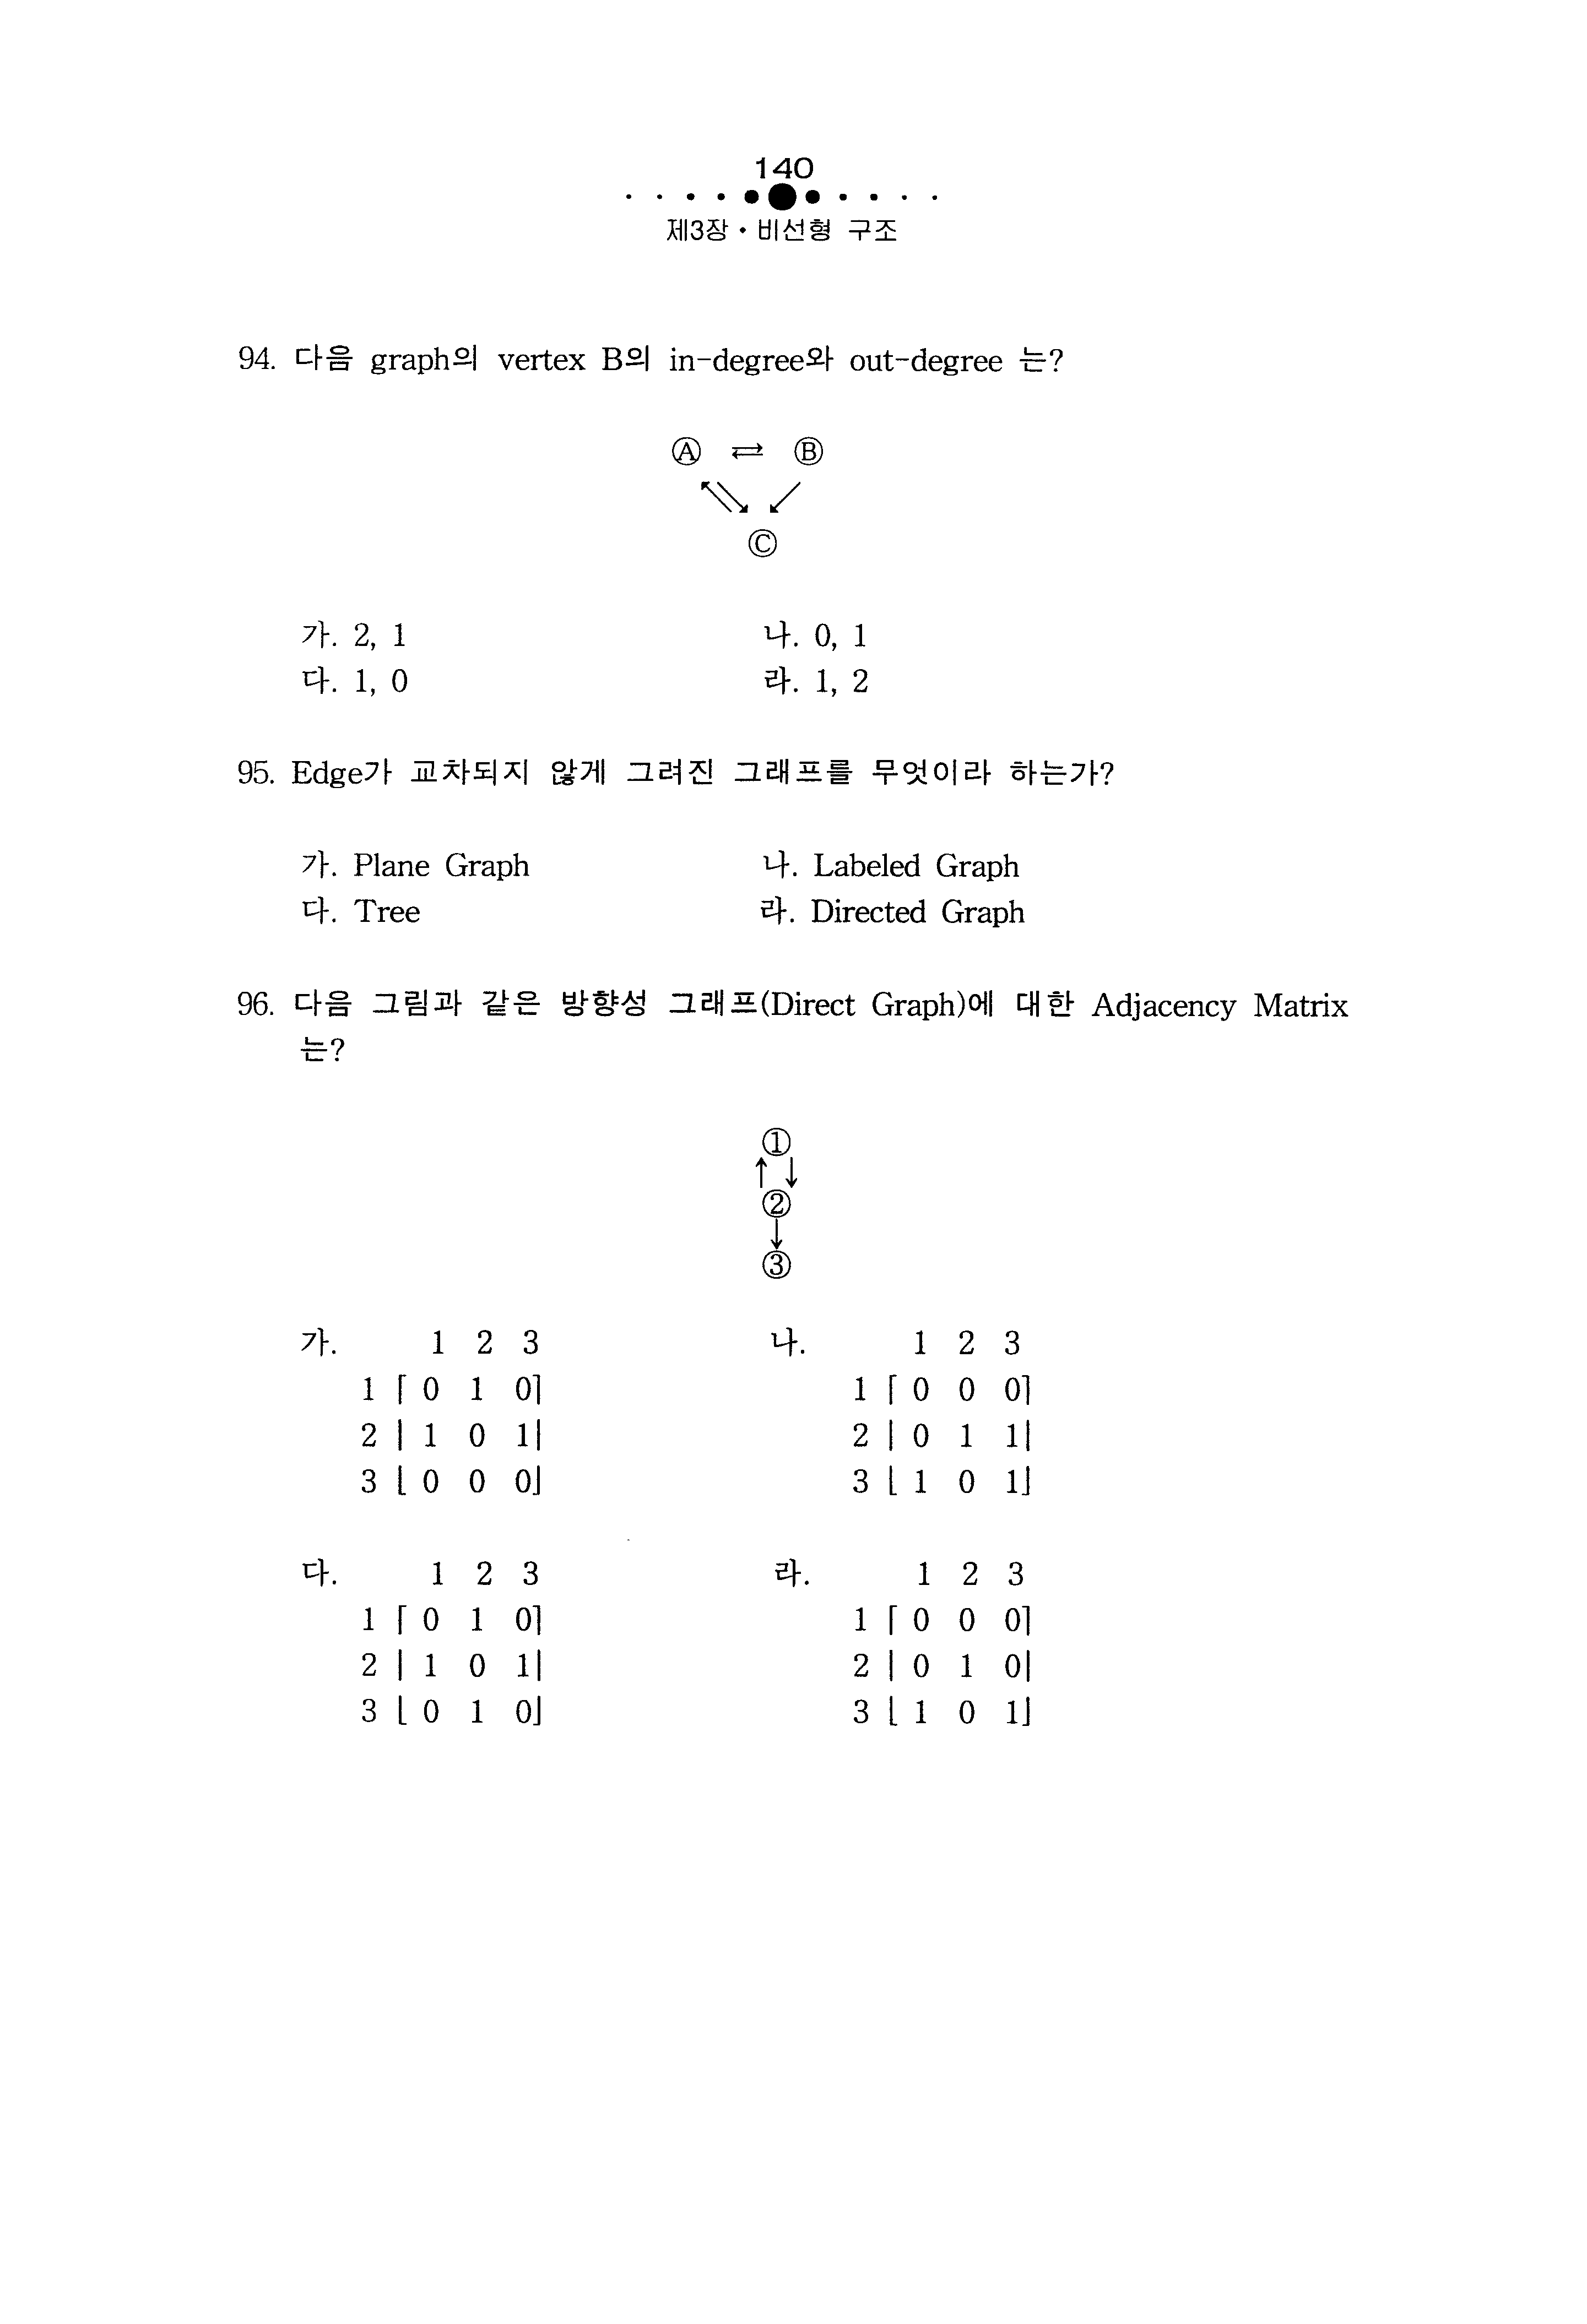 140
제3장 • 비선형 구조
94. 다음 graph의 vertex B의 in-degree와 out-degree 는?
Ⓐ ⇄ Ⓑ
Ⓒ
가. 2, 1 나. 0, 1
다. 1, 0 라. 1, 2
95. Edge가 교차되지 않게 그려진 그래프를 무엇이라 하는가?
가. Plane Graph 나. Labeled Graph
다. Tree 라. Directed Graph
96. 다음 그림과 같은 방향성 그래프(Direct Graph)에 대한 Adjacency Matrix
는?
①
↑↓
②
↓
③
가. 1 2 3 나. 1 2 3
1 ⌈ 0 1 0⌉ 1 ⌈ 0 0 0⌉
2 | 1 0 1| 2 | 0 1 1|
3 ⌊ 0 0 0⌋ 3 ⌊ 1 0 1⌋
다. 1 2 3 라. 1 2 3
1 ⌈ 0 1 0⌉ 1 ⌈ 0 0 0⌉
2 | 1 0 1| 2 | 0 1 0|
3 ⌊ 0 1 0⌋ 3 ⌊ 1 0 1⌋